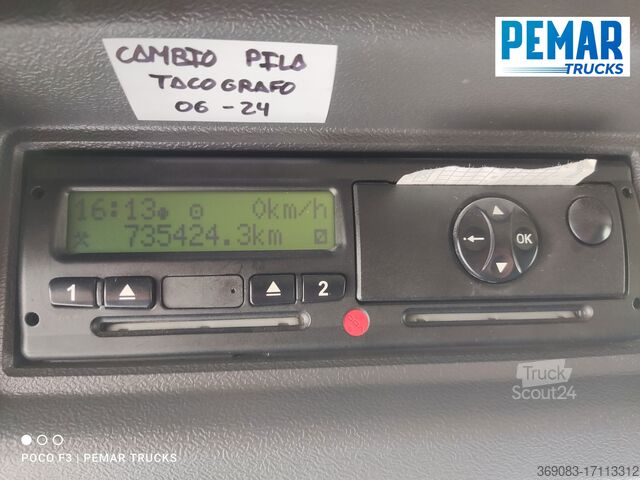 CAMBIO PILA
TACOGRAFO
06-24
PEMAR
TRUCKS
16:13 0km/h
735424.3km
1
2
OK
Truck
Scout24
POCO F3 | PEMAR TRUCKS
369083-17113312